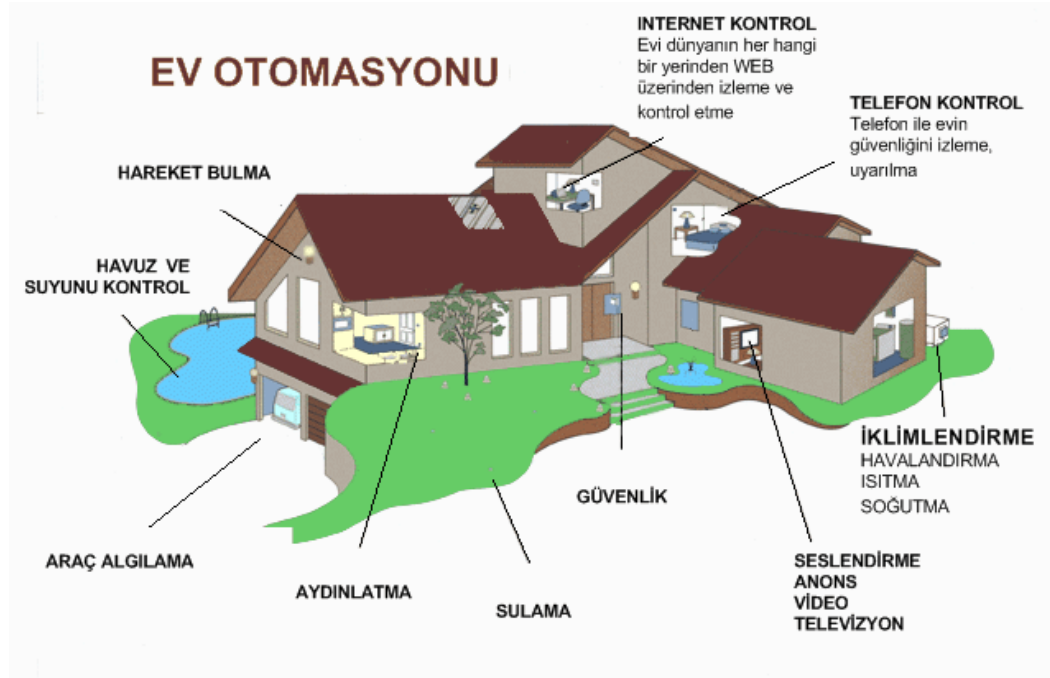 EV OTOMASYONU
INTERNET KONTROL
Evi dünyanın her hangi
bir yerinden WEB
üzerinden izleme ve
kontrol etme
TELEFON KONTROL
Telefon ile evin
güvenliğini izleme,
uyarılma
HAREKET BULMA
HAVUZ VE
SUYUNU KONTROL
İKLİMLENDİRME
HAVALANDIRMA
ISITMA
SOĞUTMA
GÜVENLİK
ARAÇ ALGILAMA
AYDINLATMA
SULAMA
SESLENDİRME
ANONS
VİDEO
TELEVİZYON